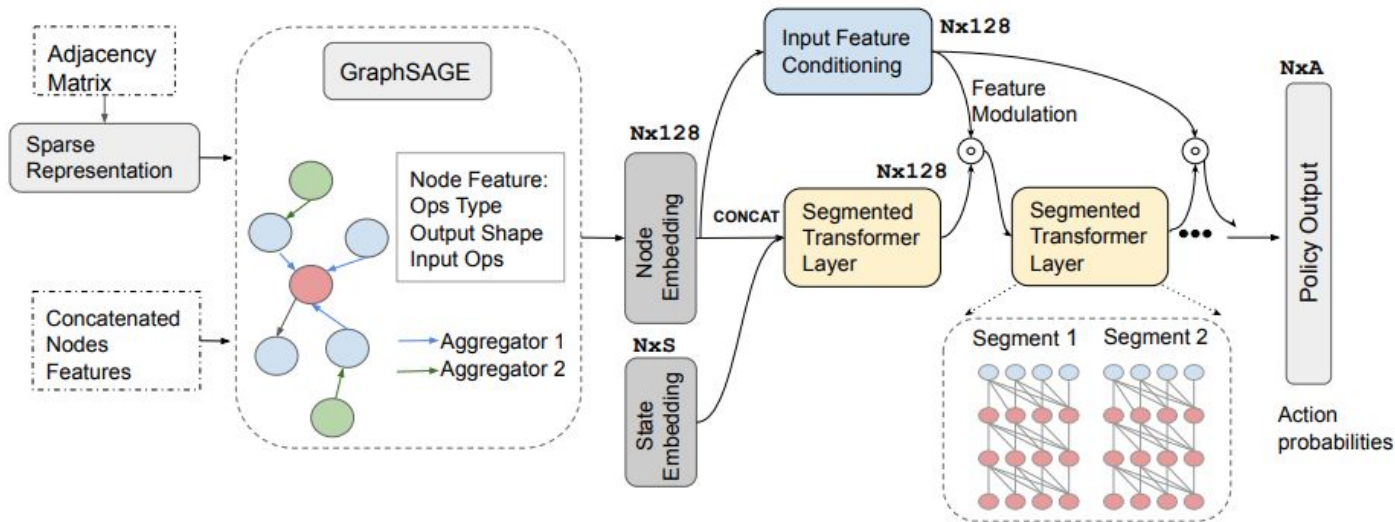 Adjacency
Matrix
Sparse
Representation
Concatenated
Nodes
Features
GraphSAGE
Node Feature:
Ops Type
Output Shape
Input Ops
Aggregator 1
Aggregator 2
Nx128
Node
Embedding
NxS
State
Embedding
CONCAT
Input Feature
Conditioning
Nx128
Feature
Modulation
Nx128
Segmented
Transformer
Layer
Segmented
Transformer
Layer
Segment 1
Segment 2
NxA
Policy Output
Action
probabilities